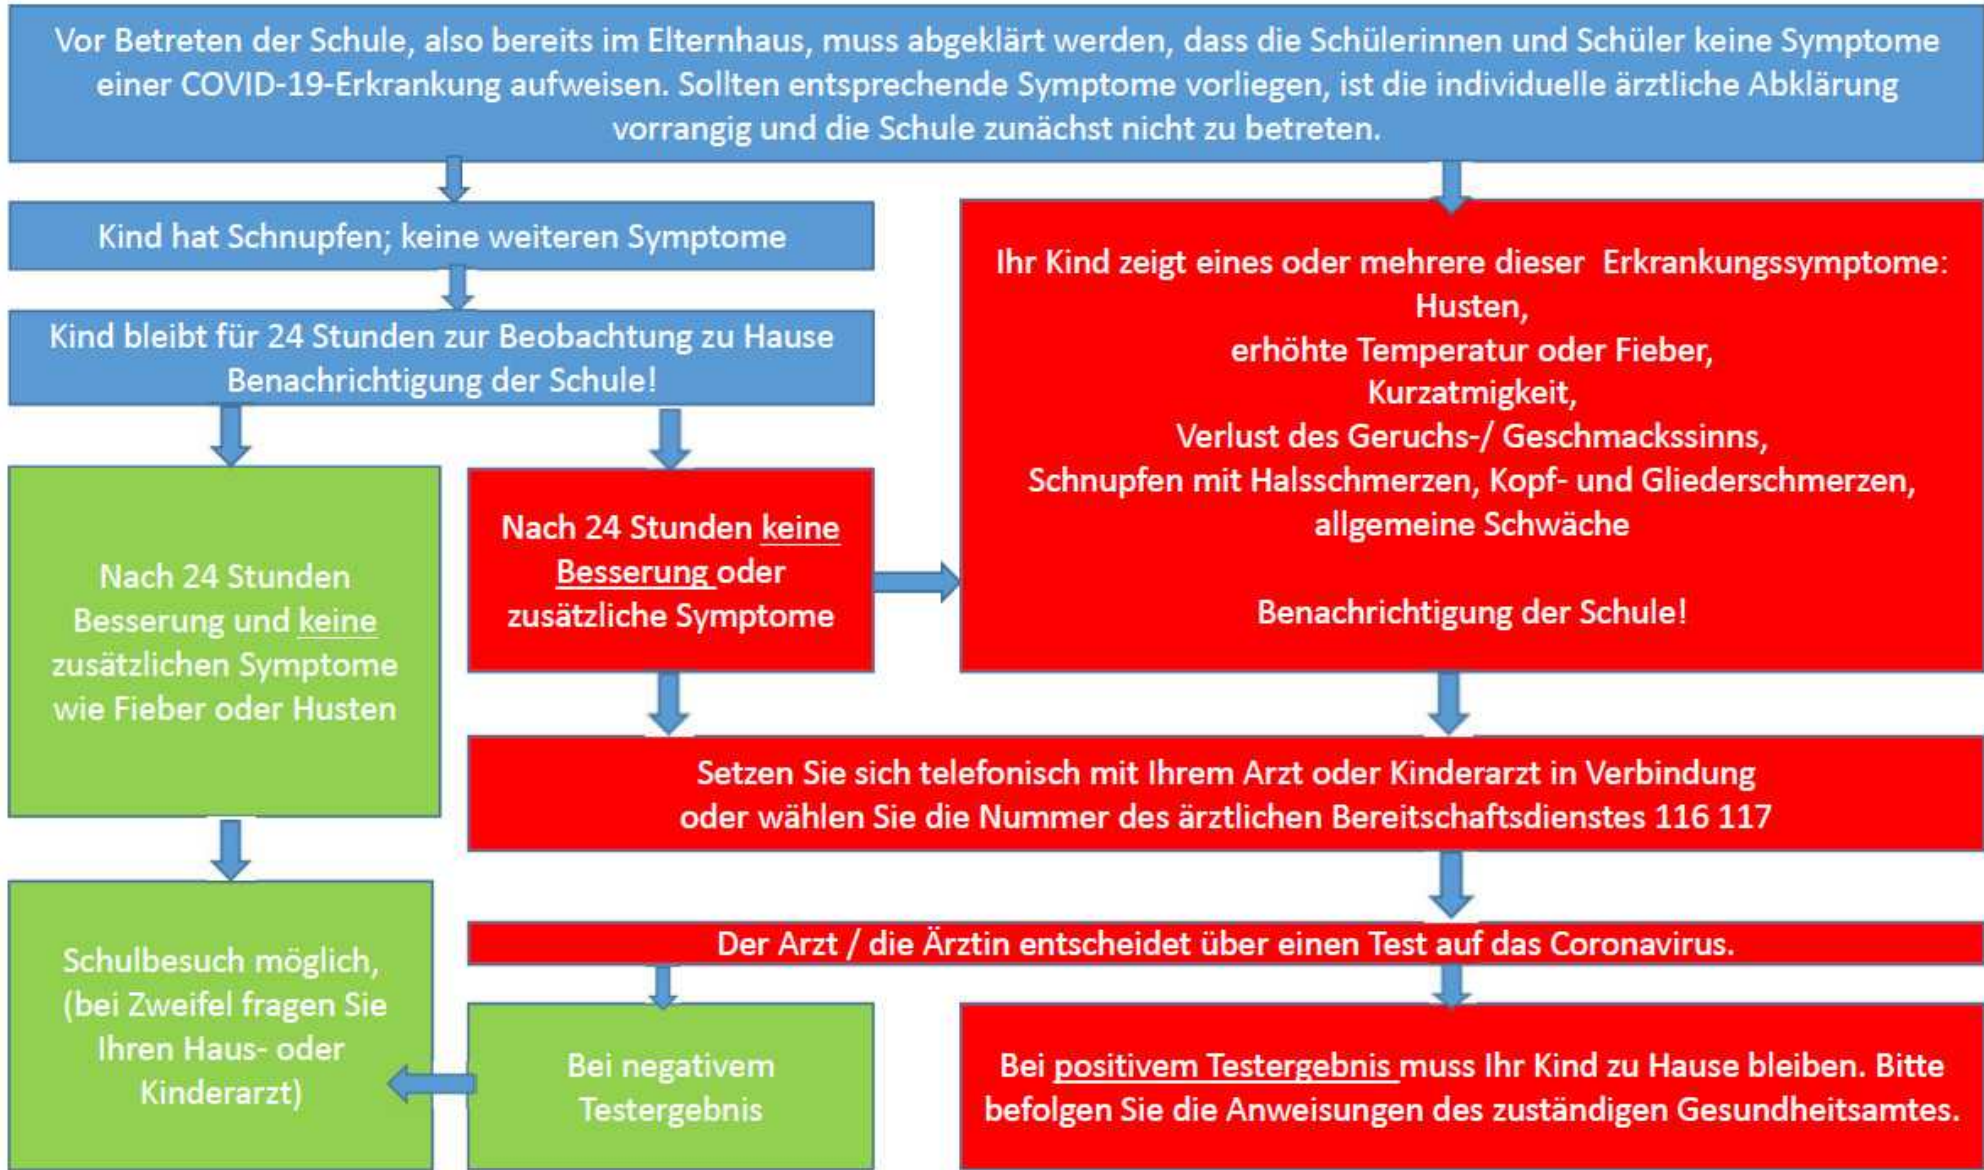 Vor Betreten der Schule, also bereits im Elternhaus, muss abgeklärt werden, dass die Schülerinnen und Schüler keine Symptome
einer COVID-19-Erkrankung aufweisen. Sollten entsprechende Symptome vorliegen, ist die individuelle ärztliche Abklärung
vorrangig und die Schule zunächst nicht zu betreten.
Kind hat Schnupfen; keine weiteren Symptome
Kind bleibt für 24 Stunden zur Beobachtung zu Hause
Benachrichtigung der Schule!
Nach 24 Stunden
Besserung und keine
zusätzlichen Symptome
wie Fieber oder Husten
Nach 24 Stunden keine
Besserung oder
zusätzliche Symptome
Ihr Kind zeigt eines oder mehrere dieser Erkrankungssymptome:
Husten,
erhöhte Temperatur oder Fieber,
Kurzatmigkeit,
Verlust des Geruchs-/ Geschmackssinns,
Schnupfen mit Halsschmerzen, Kopf- und Gliederschmerzen,
allgemeine Schwäche
Benachrichtigung der Schule!
Setzen Sie sich telefonisch mit Ihrem Arzt oder Kinderarzt in Verbindung
oder wählen Sie die Nummer des ärztlichen Bereitschaftsdienstes 116 117
Der Arzt / die Ärztin entscheidet über einen Test auf das Coronavirus.
Schulbesuch möglich,
(bei Zweifel fragen Sie
Ihren Haus- oder
Kinderarzt)
Bei negativem
Testergebnis
Bei positivem Testergebnis muss Ihr Kind zu Hause bleiben. Bitte
befolgen Sie die Anweisungen des zuständigen Gesundheitsamtes.